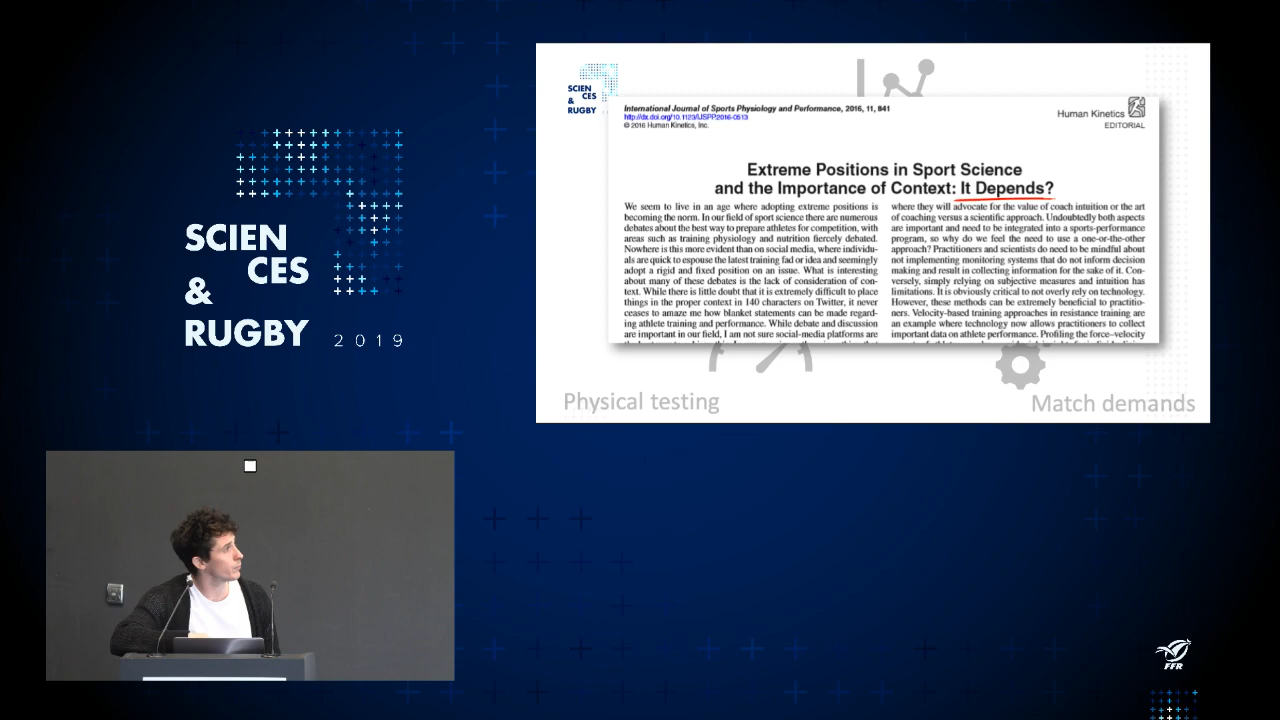 SCIEN
CES
&
RUGBY 2019
SCIEN
CES
&
RUGBY
International Journal of Sports Physiology and Performance, 2016, 11, 841
http://dx.doi.org/10.1123/IJSPP.2016-0513
© 2016 Human Kinetics, Inc.
Human Kinetics
EDITORIAL
Extreme Positions in Sport Science
and the Importance of Context: It Depends?
We seem to live in an age where adopting extreme positions is
becoming the norm. In our field of sport science there are numerous
debates about the best way to prepare athletes for competition, with
areas such as training physiology and nutrition fiercely debated.
Nowhere is this more evident than on social media, where individu-
als are quick to espouse the latest training fad or idea and seemingly
adopt a rigid and fixed position on an issue. What is interesting
about many of these debates is the lack of consideration of con-
text. While there is little doubt that it is extremely difficult to place
things in the proper context in 140 characters on Twitter, it never
ceases to amaze me how blanket statements can be made regard-
ing athlete training and performance. While debate and discussion
are important in our field, I am not sure social-media platforms are
where they will advocate for the value of coach intuition or the art
of coaching versus a scientific approach. Undoubtedly both aspects
are important and need to be integrated into a sports-performance
program, so why do we feel the need to use a one-or-the-other
approach? Practitioners and scientists do need to be mindful about
not implementing monitoring systems that do not inform decision
making and result in collecting information for the sake of it. Con-
versely, simply relying on subjective measures and intuition has
limitations. It is obviously critical to not overly rely on technology.
However, these methods can be extremely beneficial to practitio-
ners. Velocity-based training approaches in resistance training are
an example where technology now allows practitioners to collect
important data on athlete performance. Profiling the force–velocity
Physical testing
Match demands
FFR